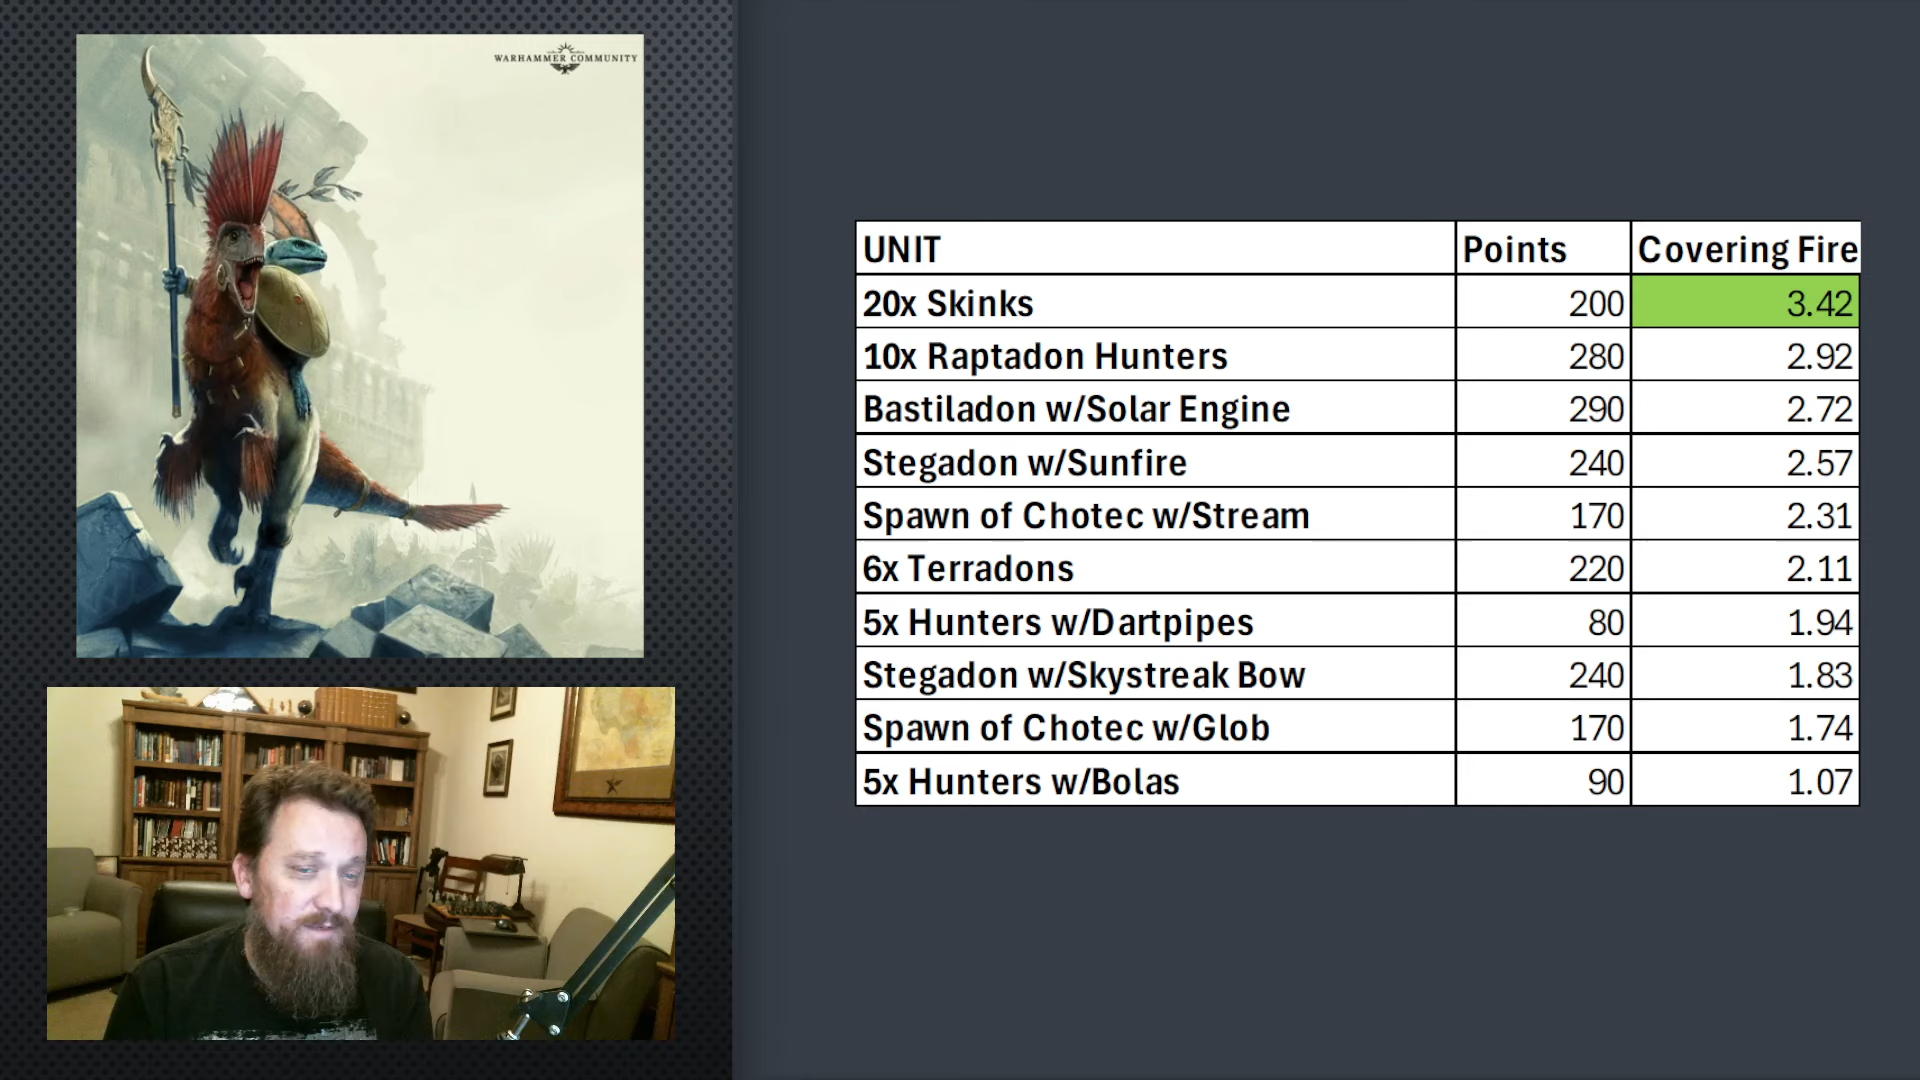 WARHAMMER COMMUNITY
UNIT Points Covering Fire
20x Skinks 200 3.42
10x Raptadon Hunters 280 2.92
Bastiladon w/Solar Engine 290 2.72
Stegadon w/Sunfire 240 2.57
Spawn of Chotec w/Stream 170 2.31
6x Terradons 220 2.11
5x Hunters w/Dartpipes 80 1.94
Stegadon w/Skystreak Bow 240 1.83
Spawn of Chotec w/Glob 170 1.74
5x Hunters w/Bolas 90 1.07